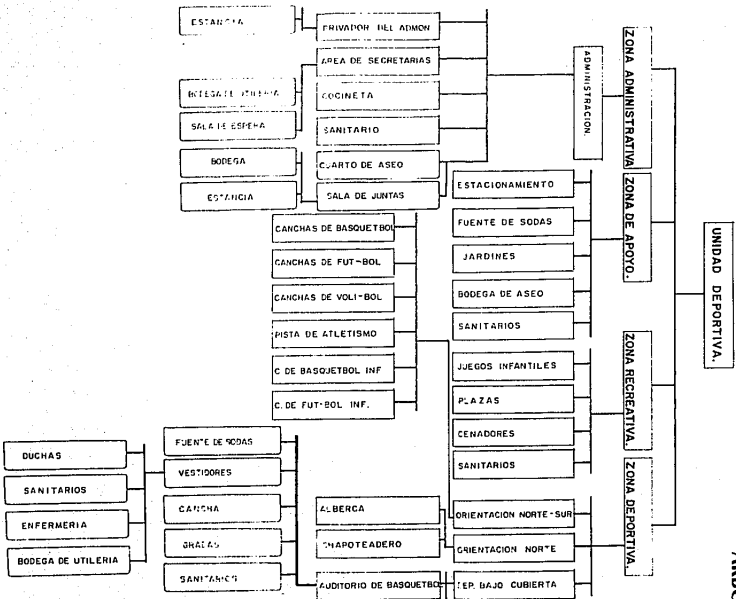 UNIDAD DEPORTIVA.
ZONA ADMINISTRATIVA
ADMINISTRACION.
PRIVADOR DEL ADMON
ESTANCIA
AREA DE SECRETARIAS
BODEGA DE UTILERIA
SALA DE ESPERA
COCINETA
SANITARIO
CUARTO DE ASEO
SALA DE JUNTAS
BODEGA
ESTANCIA
ZONA DE APOYO.
ESTACIONAMIENTO
FUENTE DE SODAS
JARDINES
BODEGA DE ASEO
SANITARIOS
ZONA RECREATIVA.
JUEGOS INFANTILES
PLAZAS
CENADORES
SANITARIOS
ZONA DEPORTIVA.
ORIENTACION NORTE-SUR
CANCHAS DE BASQUETBOL
CANCHAS DE FUT-BOL
CANCHAS DE VOLI-BOL
PISTA DE ATLETISMO
C DE BASQUETBOL INF
C. DE FUT-BOL INF.
ORIENTACION NORTE
ALBERCA
CHAPOTEADERO
DEP. BAJO CUBIERTA
AUDITORIO DE BASQUETBOL
FUENTE DE SODAS
VESTIDORES
CANCHA
GRADAS
SANITARIOS
DUCHAS
SANITARIOS
ENFERMERIA
BODEGA DE UTILERIA